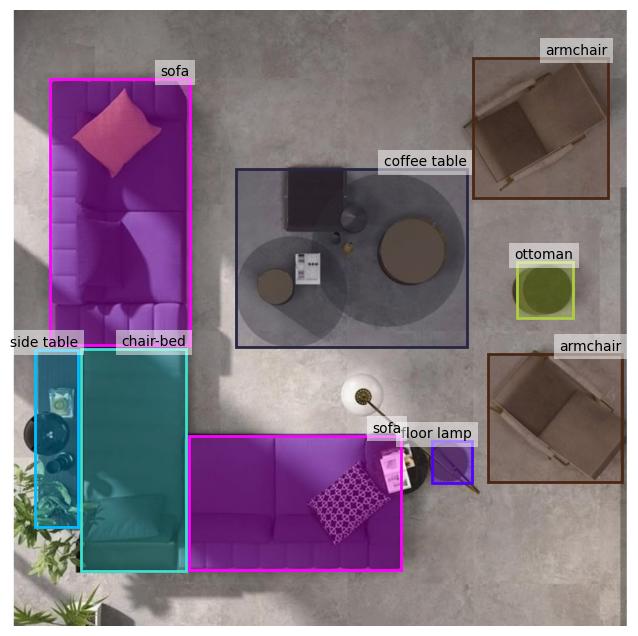 armchair
sofa
coffee table
ottoman
side table
chair-bed
armchair
sofa
floor lamp